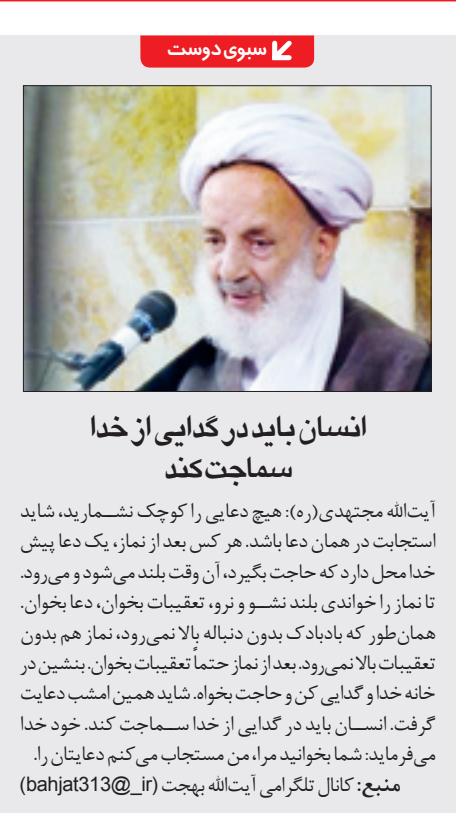 سبوی دوست
انسان باید در گدایی از خدا
سماجت کند
آیت‌الله مجتهدی(ره): هیچ دعایی را کوچک نشــمارید، شاید
استجابت در همان دعا باشد. هر کس بعد از نماز، یک دعا پیش
خدا محل دارد که حاجت بگیرد، آن وقت بلند می‌شود و می‌رود.
تا نماز را خواندی بلند نشــو و نرو، تعقیبات بخوان، دعا بخوان.
همان‌طور که بادبادک بدون دنباله بالا نمی‌رود، نماز هم بدون
تعقیبات بالا نمی‌رود. بعد از نماز حتماً تعقیبات بخوان. بنشین در
خانه خدا و گدایی کن و حاجت بخواه. شاید همین امشب دعایت
گرفت. انســان باید در گدایی از خدا ســماجت کند. خود خدا
می‌فرماید: شما بخوانید مرا، من مستجاب می‌کنم دعایتان را.
منبع: کانال تلگرامی آیت‌الله بهجت (bahjat313@_ir)